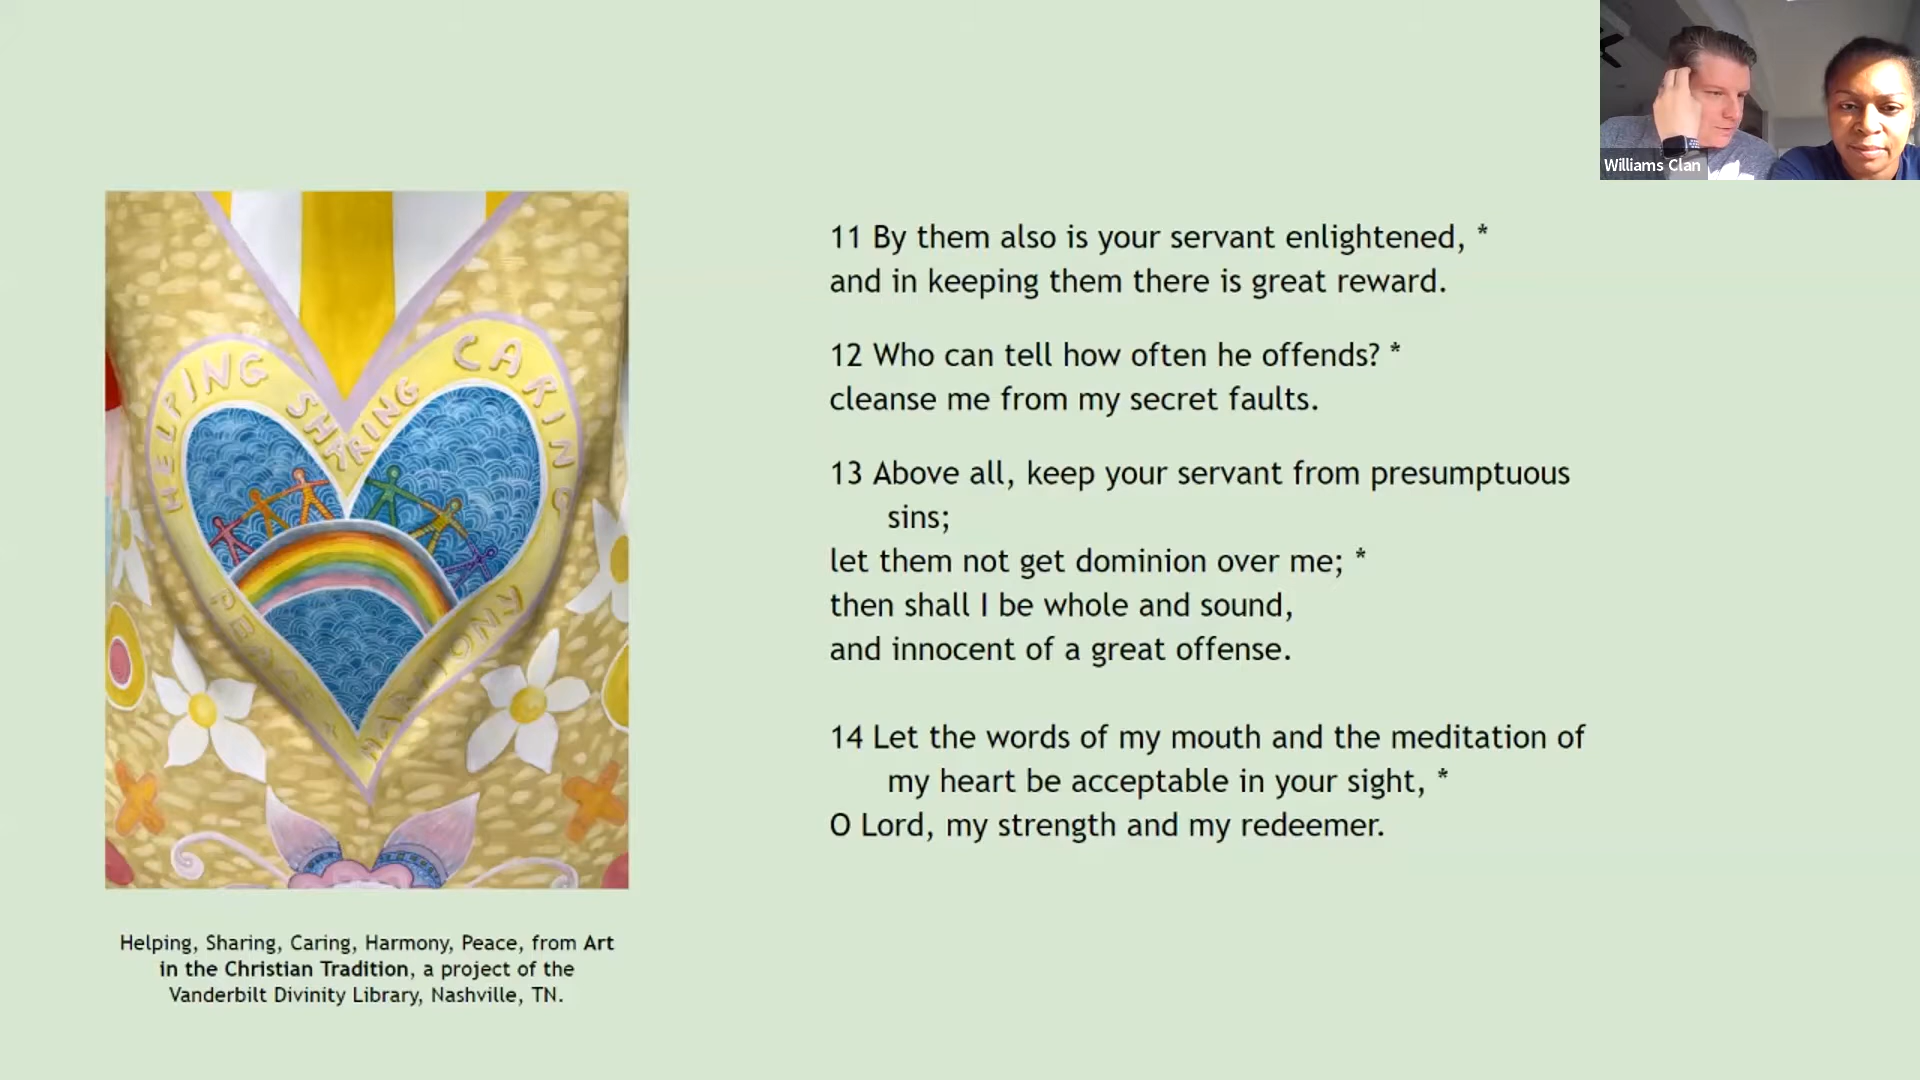 Williams Clan
HELPING
SHARING
CARING
PEACE
HARMONY
11 By them also is your servant enlightened, *
and in keeping them there is great reward.
12 Who can tell how often he offends? *
cleanse me from my secret faults.
13 Above all, keep your servant from presumptuous
sins;
let them not get dominion over me; *
then shall I be whole and sound,
and innocent of a great offense.
14 Let the words of my mouth and the meditation of
my heart be acceptable in your sight, *
O Lord, my strength and my redeemer.
Helping, Sharing, Caring, Harmony, Peace, from Art
in the Christian Tradition, a project of the
Vanderbilt Divinity Library, Nashville, TN.